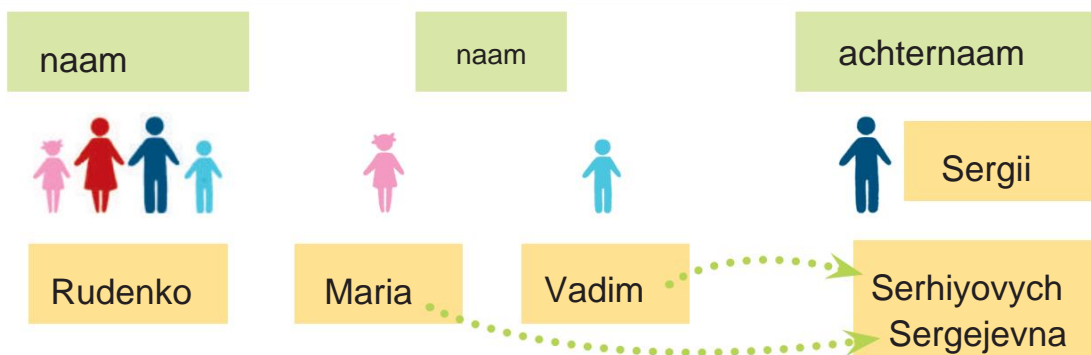 naam
naam
achternaam
Sergii
Rudenko
Maria
Vadim
Serhiyovych
Sergejevna